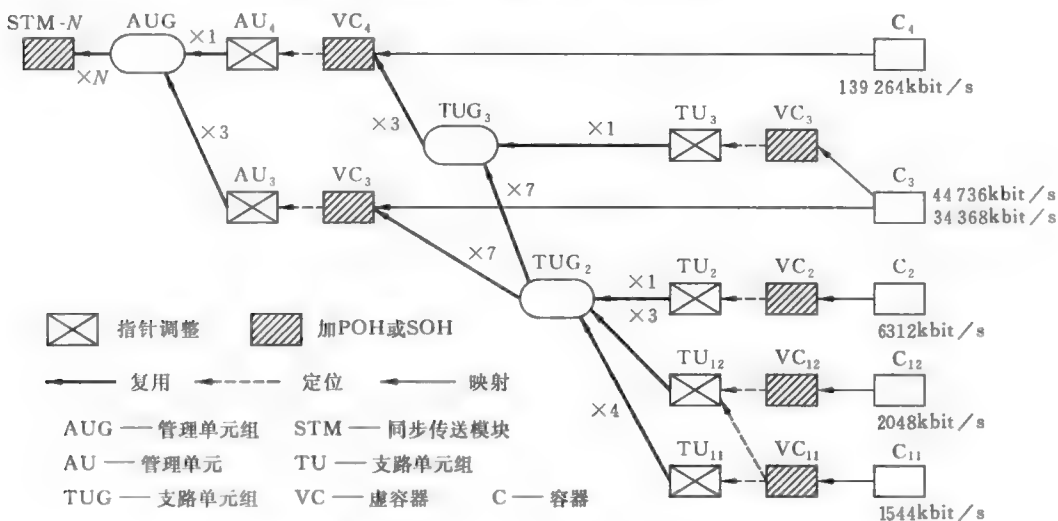 STM-N AUG ×1 AU₄ VC₄ C₄
×N
139 264kbit/s
TUG₃ ×1 TU₃ VC₃
×3 ×3
AU₃ VC₃ C₃
44 736kbit/s
34 368kbit/s
×7
×7
TUG₂ ×1 TU₂ VC₂ C₂
×3
6312kbit/s
指针调整 加POH或SOH
TU₁₂ VC₁₂ C₁₂
复用 定位 映射
×4
2048kbit/s
AUG — 管理单元组 STM — 同步传送模块
TU₁₁ VC₁₁ C₁₁
AU — 管理单元 TU — 支路单元组
TUG — 支路单元组 VC — 虚容器 C — 容器
1544kbit/s